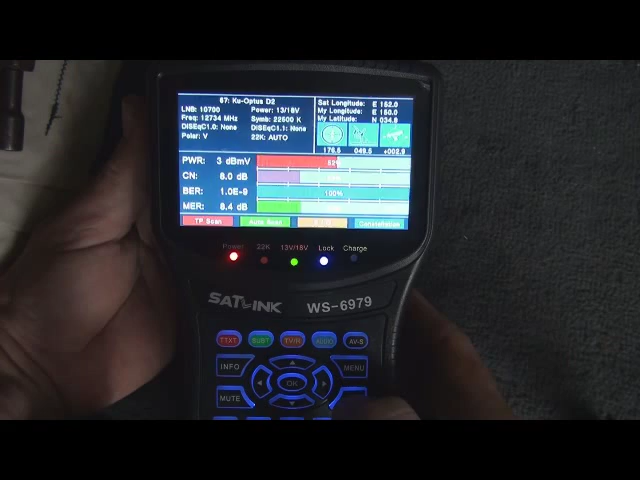 67: Ku-Optus D2
LNB: 10700 Power: 13/18V
Freq: 12734 MHz Symb: 22500 K
DISEqC1.0: None DISEqC1.1: None
Polar: V 22K: AUTO
Sat Longitude: E 152.0
My Longitude: E 150.0
My Latitude: N 034.9
176.5 049.5 +002.9
PWR: 3 dBmV 52%
CN: 6.0 dB
BER: 1.0E-9 100%
MER: 8.4 dB
TP Scan Auto Scan Constellation
Power 22K 13V/18V Lock Charge
SATLINK WS-6979
TTXT SUBT TV/R AUDIO AV-S
INFO MENU
OK
MUTE